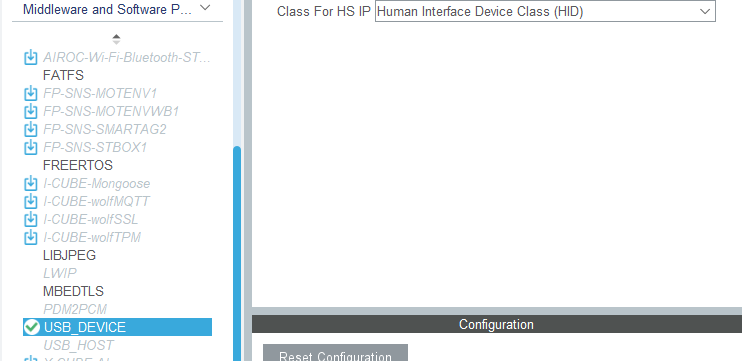 Middleware and Software P...
Class For HS IP Human Interface Device Class (HID)
AIROC-Wi-Fi-Bluetooth-ST...
FATFS
FP-SNS-MOTENV1
FP-SNS-MOTENVWB1
FP-SNS-SMARTAG2
FP-SNS-STBOX1
FREERTOS
I-CUBE-Mongoose
I-CUBE-wolfMQTT
I-CUBE-wolfSSL
I-CUBE-wolfTPM
LIBJPEG
LWIP
MBEDTLS
PDM2PCM
USB_DEVICE
USB_HOST
Configuration
Reset Configuration